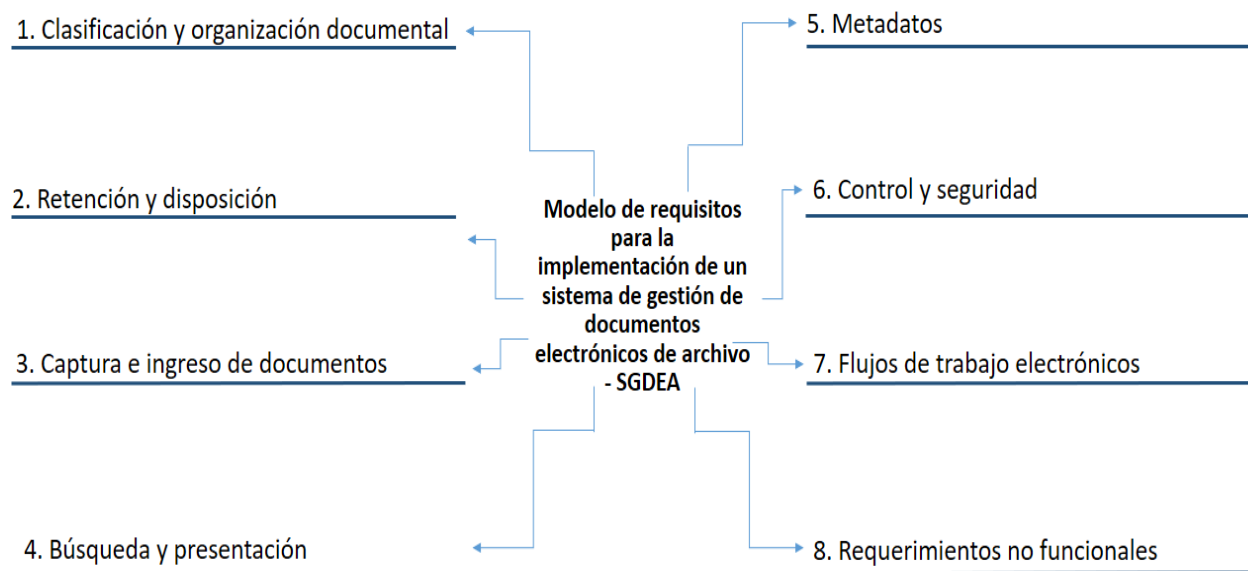 1. Clasificación y organización documental
2. Retención y disposición
3. Captura e ingreso de documentos
4. Búsqueda y presentación
Modelo de requisitos
para la
implementación de un
sistema de gestión de
documentos
electrónicos de archivo
- SGDEA
5. Metadatos
6. Control y seguridad
7. Flujos de trabajo electrónicos
8. Requerimientos no funcionales